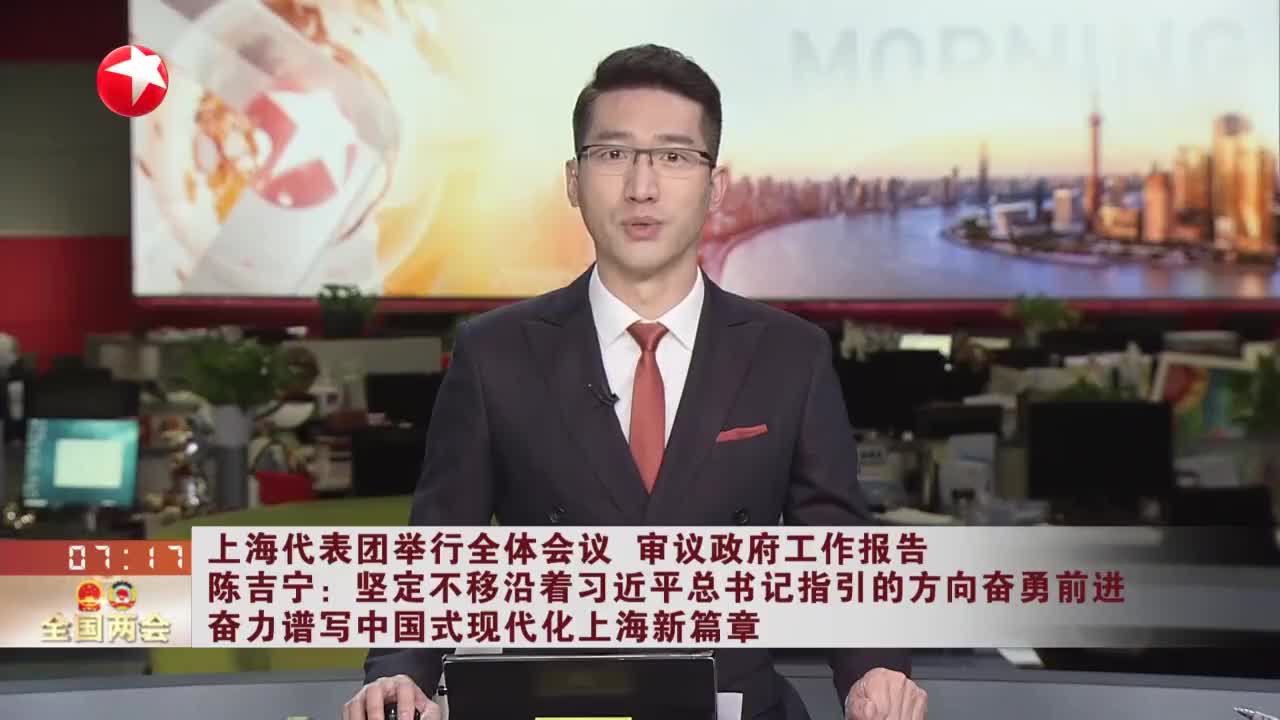 MORNING
上海代表团举行全体会议 审议政府工作报告
07:17
陈吉宁：坚定不移沿着习近平总书记指引的方向奋勇前进
全国两会
奋力谱写中国式现代化上海新篇章